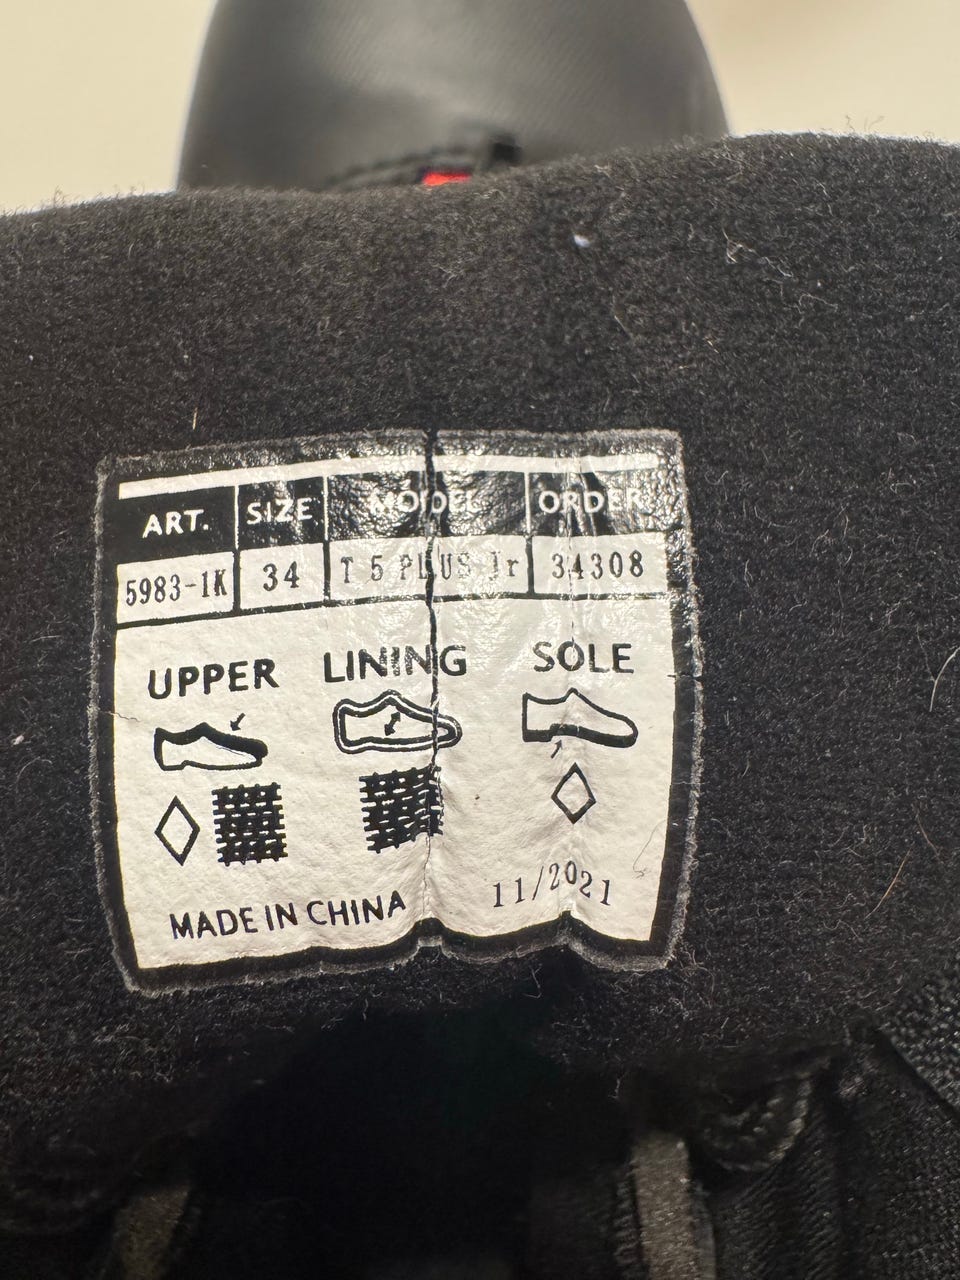 ART. SIZE MODEL ORDER
5983-1K 34 T 5 PLUS Jr 34308
UPPER LINING SOLE
MADE IN CHINA 11/2021